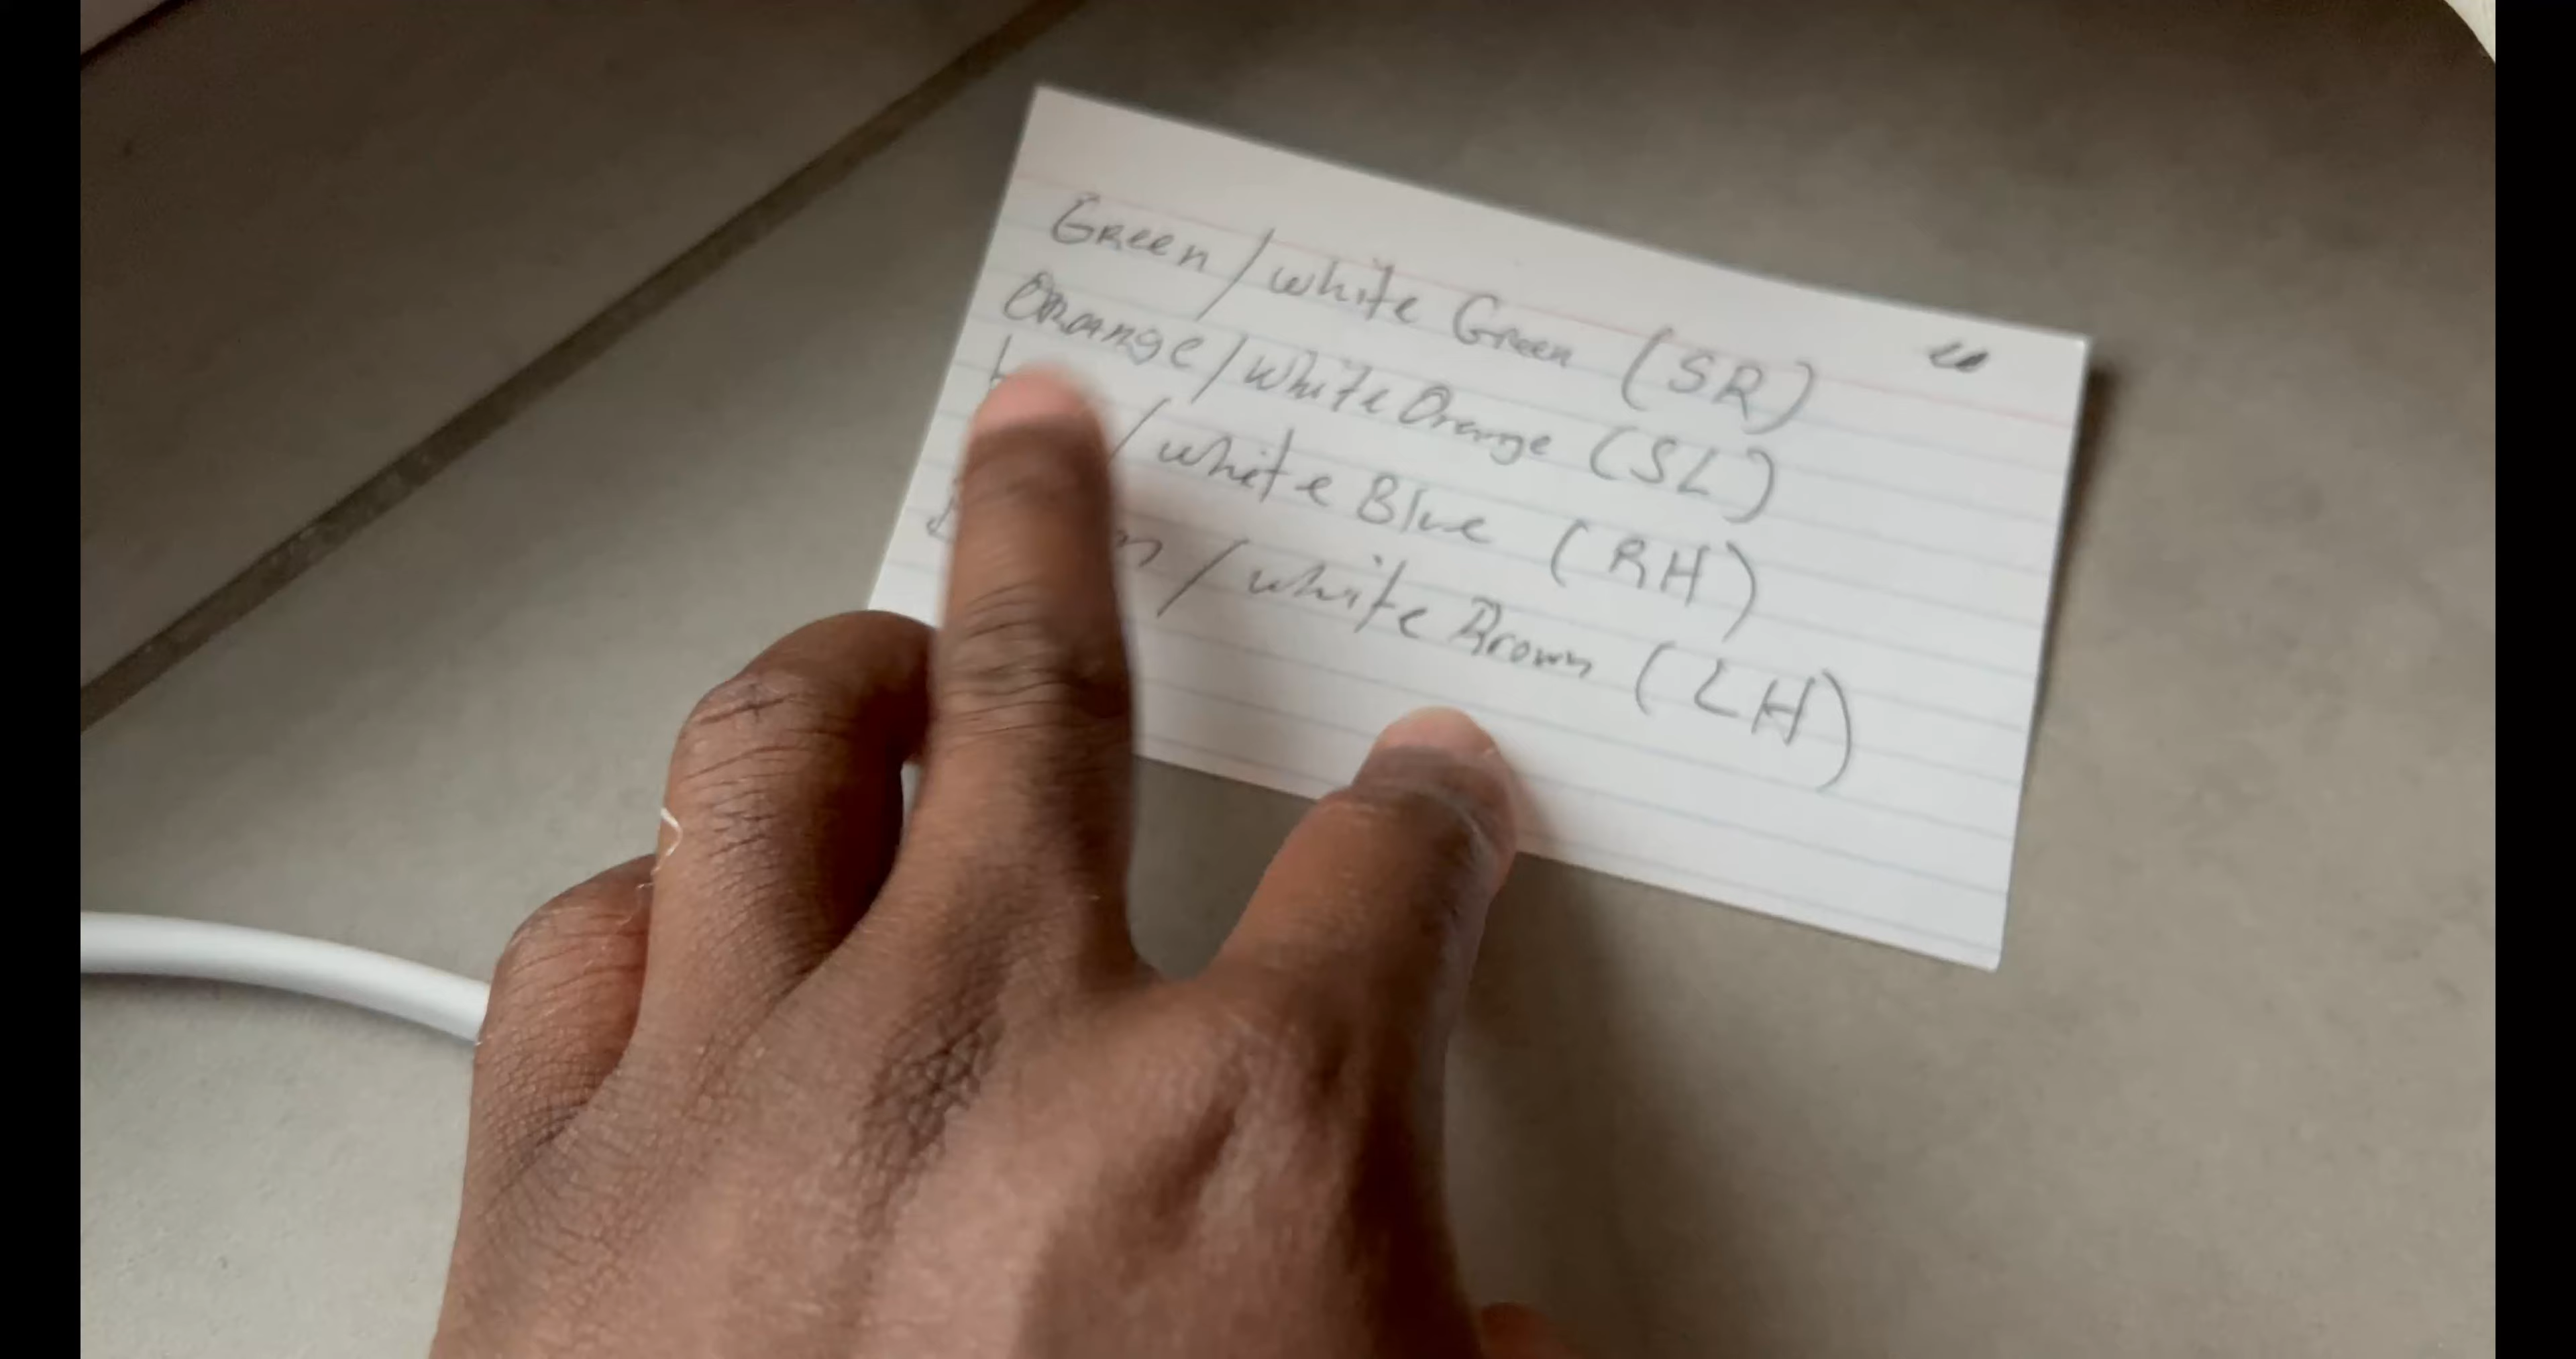 Green / white Green (SR)
Orange / white Orange (SL)
/ white Blue (RH)
/ white Brown (LH)